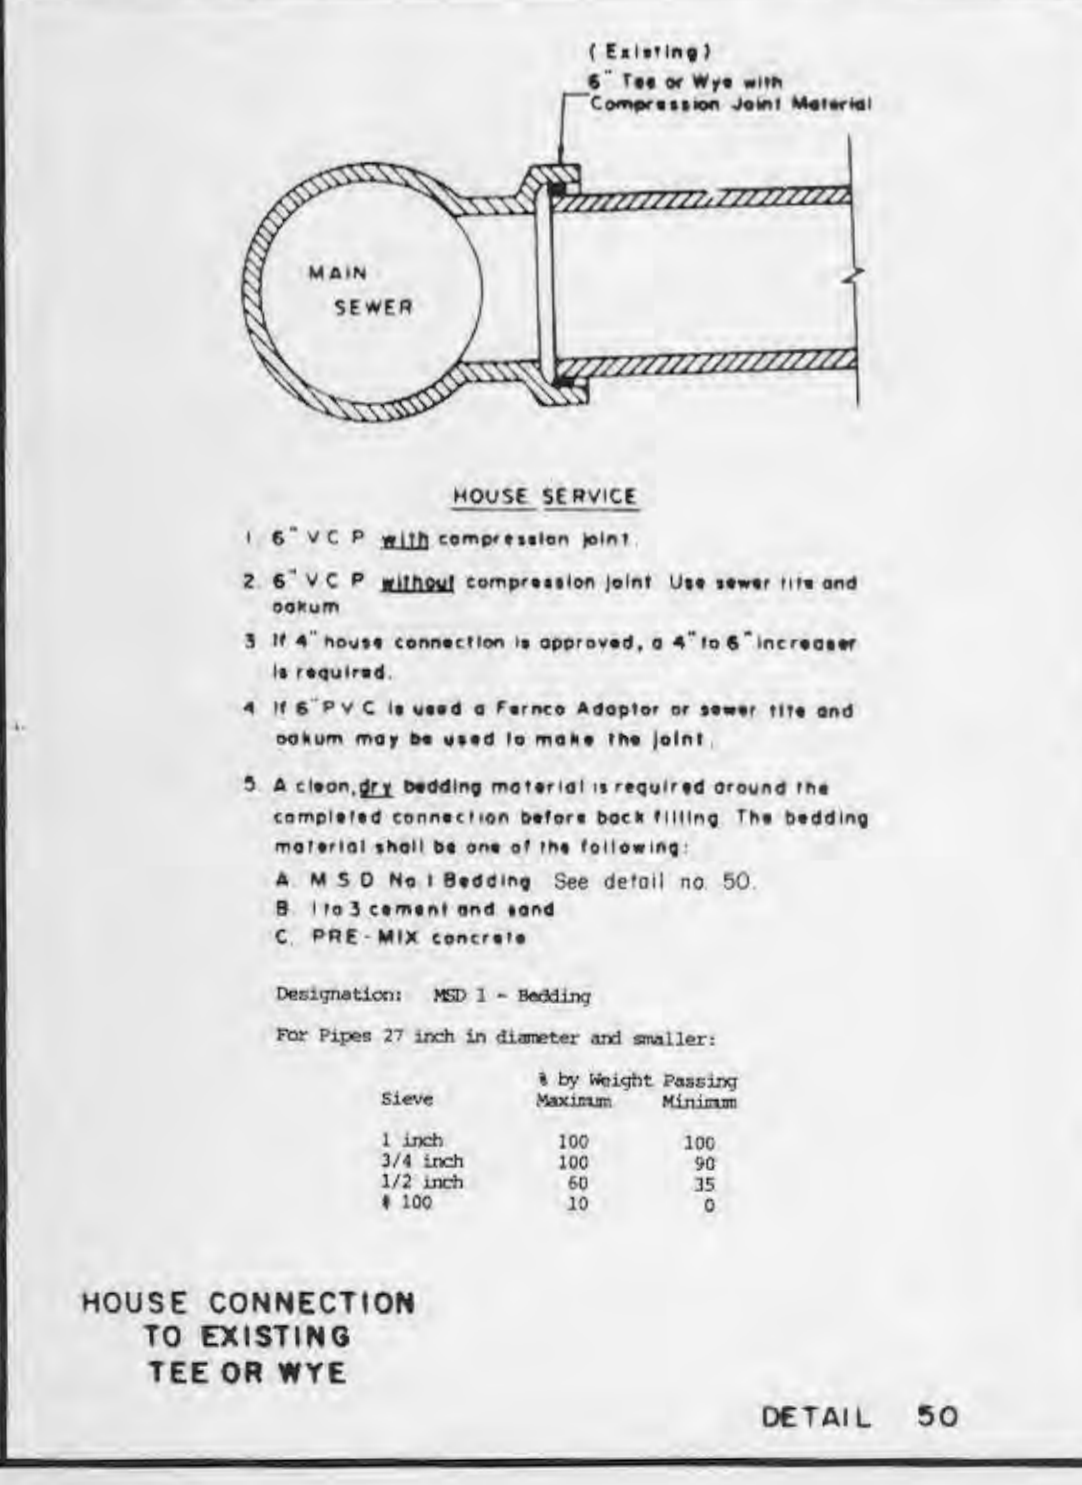 (Existing)
6" Tee or Wye with
Compression Joint Material
MAIN
SEWER
HOUSE SERVICE
1. 6" V C P with compression joint.
2. 6" V C P without compression joint. Use sewer tite and
oakum
3 If 4" house connection is approved, a 4" to 6" increaser
is required.
4 If 6" P V C is used a Fernco Adaptor or sewer tite and
oakum may be used to make the joint.
5. A clean, dry bedding material is required around the
completed connection before back filling. The bedding
material shall be one of the following:
A. M S D No. 1 Bedding See detail no. 50.
B. 1 to 3 cement and sand
C. PRE-MIX concrete
Designation: MSD 1 - Bedding
For Pipes 27 inch in diameter and smaller:
% by Weight Passing
Sieve Maximum Minimum
1 inch 100 100
3/4 inch 100 90
1/2 inch 60 35
# 100 10 0
HOUSE CONNECTION
TO EXISTING
TEE OR WYE
DETAIL 50